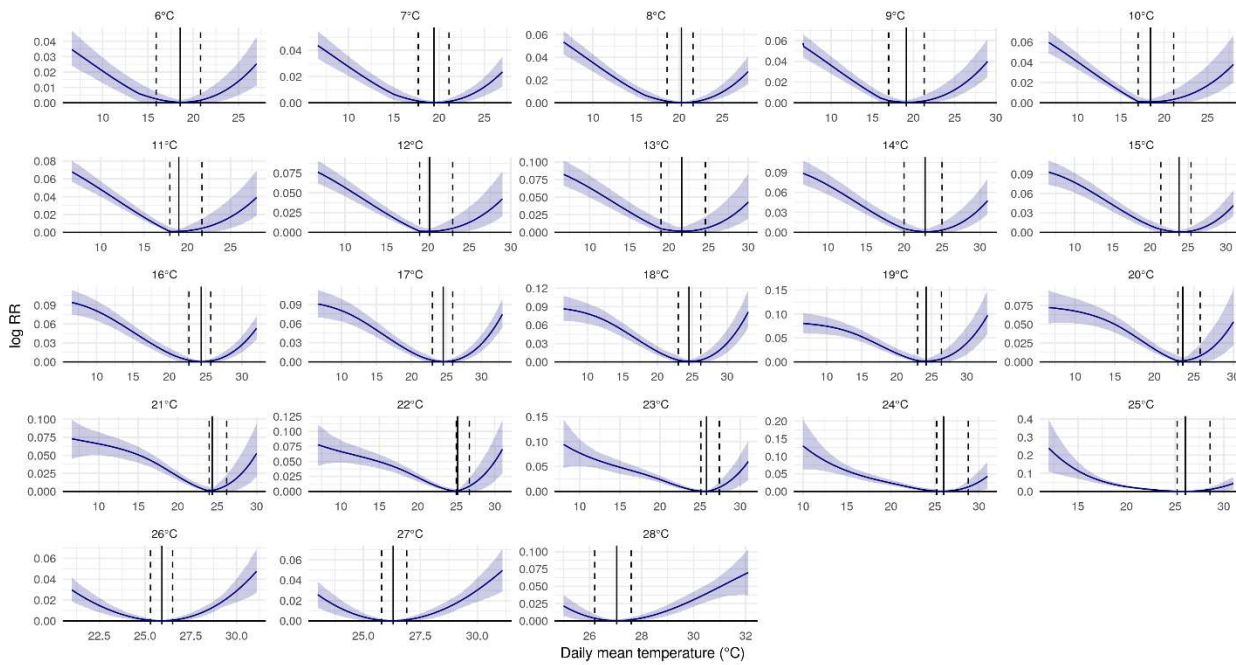 6°C 7°C 8°C 9°C 10°C
0.04 0.03 0.02 0.01 0.00 0.04 0.02 0.00 0.06 0.04 0.02 0.00 0.06 0.04 0.02 0.00 0.06 0.04 0.02 0.00
10 15 20 25 10 15 20 25 10 15 20 25 10 15 20 25 30 10 15 20 25
11°C 12°C 13°C 14°C 15°C
0.08 0.06 0.04 0.02 0.00 0.075 0.050 0.025 0.000 0.100 0.075 0.050 0.025 0.000 0.09 0.06 0.03 0.00 0.09 0.06 0.03 0.00
10 15 20 25 10 15 20 25 30 10 15 20 25 30 10 15 20 25 30 10 15 20 25 30
16°C 17°C 18°C 19°C 20°C
log RR
0.09 0.06 0.03 0.00 0.09 0.06 0.03 0.00 0.12 0.09 0.06 0.03 0.00 0.15 0.10 0.05 0.00 0.075 0.050 0.025 0.000
10 15 20 25 30 10 15 20 25 30 10 15 20 25 30 10 15 20 25 30 10 15 20 25 30
21°C 22°C 23°C 24°C 25°C
0.100 0.075 0.050 0.025 0.000 0.125 0.100 0.075 0.050 0.025 0.000 0.15 0.10 0.05 0.00 0.20 0.15 0.10 0.05 0.00 0.4 0.3 0.2 0.1 0.0
10 15 20 25 30 10 15 20 25 30 10 15 20 25 30 10 15 20 25 30 15 20 25 30
26°C 27°C 28°C
0.06 0.04 0.02 0.00 0.06 0.04 0.02 0.00 0.100 0.075 0.050 0.025 0.000
22.5 25.0 27.5 30.0 25.0 27.5 30.0 26 28 30 32
Daily mean temperature (°C)